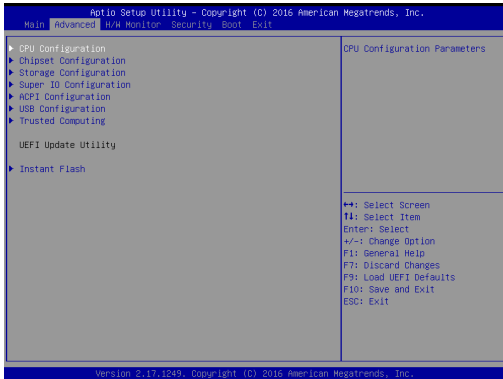 Aptio Setup Utility – Copyright (C) 2016 American Megatrends, Inc.
Main Advanced H/W Monitor Security Boot Exit
▶ CPU Configuration
▶ Chipset Configuration
▶ Storage Configuration
▶ Super IO Configuration
▶ ACPI Configuration
▶ USB Configuration
▶ Trusted Computing
UEFI Update Utility
▶ Instant Flash
CPU Configuration Parameters
↔: Select Screen
↑↓: Select Item
Enter: Select
+/-: Change Option
F1: General Help
F7: Discard Changes
F9: Load UEFI Defaults
F10: Save and Exit
ESC: Exit
Version 2.17.1249. Copyright (C) 2016 American Megatrends, Inc.